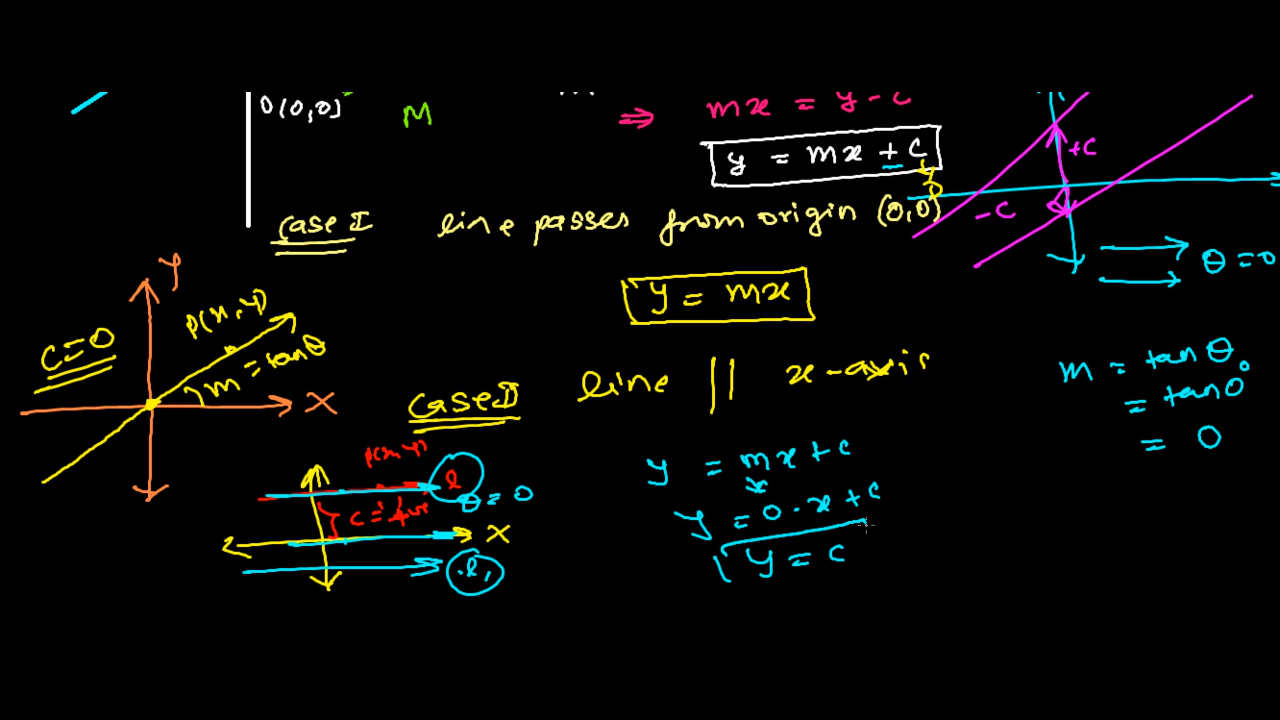 O(0,0)
M
⇒ mx = y - c
y = mx + c
+c
-c
θ = 0
Case I line passes from origin (0,0)
y = mx
Y
P(x,y)
m = tanθ
c=0
X
Case II line || x-axis
m = tanθ
= tan0°
= 0
P(x,y)
l
θ = 0
c = +ve
X
l₁
y = mx + c
y = 0·x + c
y = c